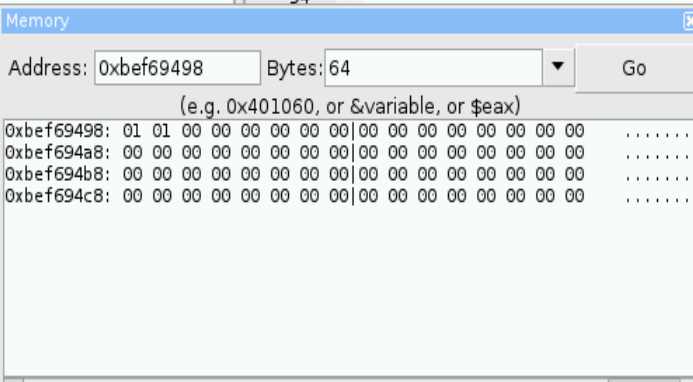 Memory
Address: 0xbef69498 Bytes: 64 Go
(e.g. 0x401060, or &variable, or $eax)
0xbef69498: 01 01 00 00 00 00 00 00|00 00 00 00 00 00 00 00 .......
0xbef694a8: 00 00 00 00 00 00 00 00|00 00 00 00 00 00 00 00 .......
0xbef694b8: 00 00 00 00 00 00 00 00|00 00 00 00 00 00 00 00 .......
0xbef694c8: 00 00 00 00 00 00 00 00|00 00 00 00 00 00 00 00 .......